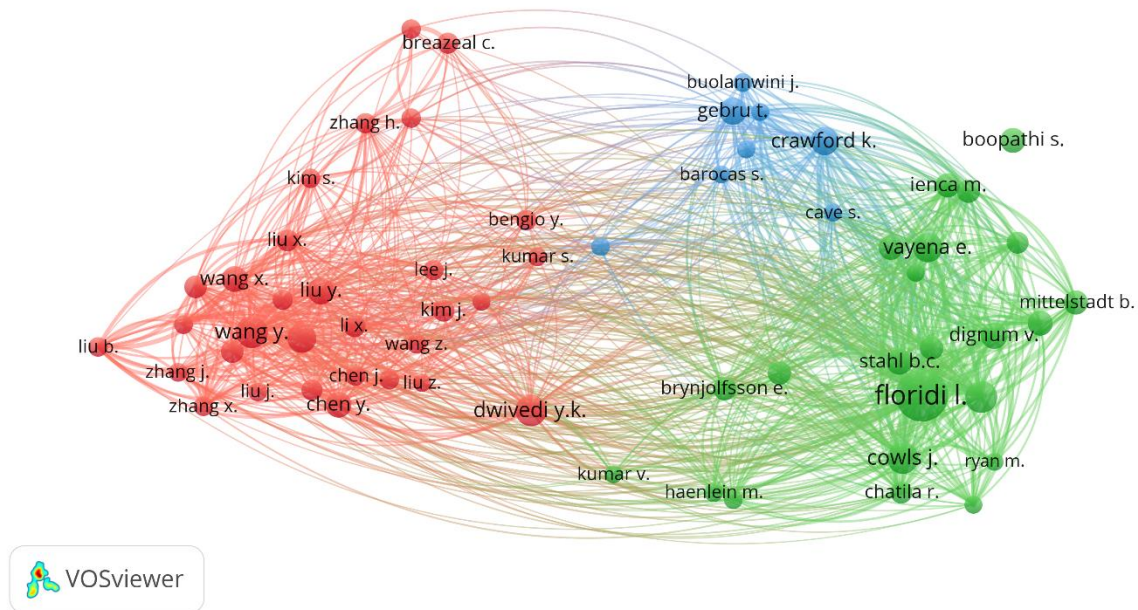 breazeal c.
buolamwini j.
gebru t.
zhang h.
crawford k.
boopathi s.
barocas s.
kim s.
ienca m.
cave s.
bengio y.
liu x.
vayena e.
kumar s.
lee j.
wang x.
liu y.
mittelstadt b.
kim j.
li x.
wang y.
dignum v.
wang z.
liu b.
stahl b.c.
zhang j.
chen j.
liu z.
brynjolfsson e.
liu j.
floridi l.
zhang x.
chen y.
dwivedi y.k.
cowls j.
ryan m.
kumar v.
haenlein m.
chatila r.
VOSviewer